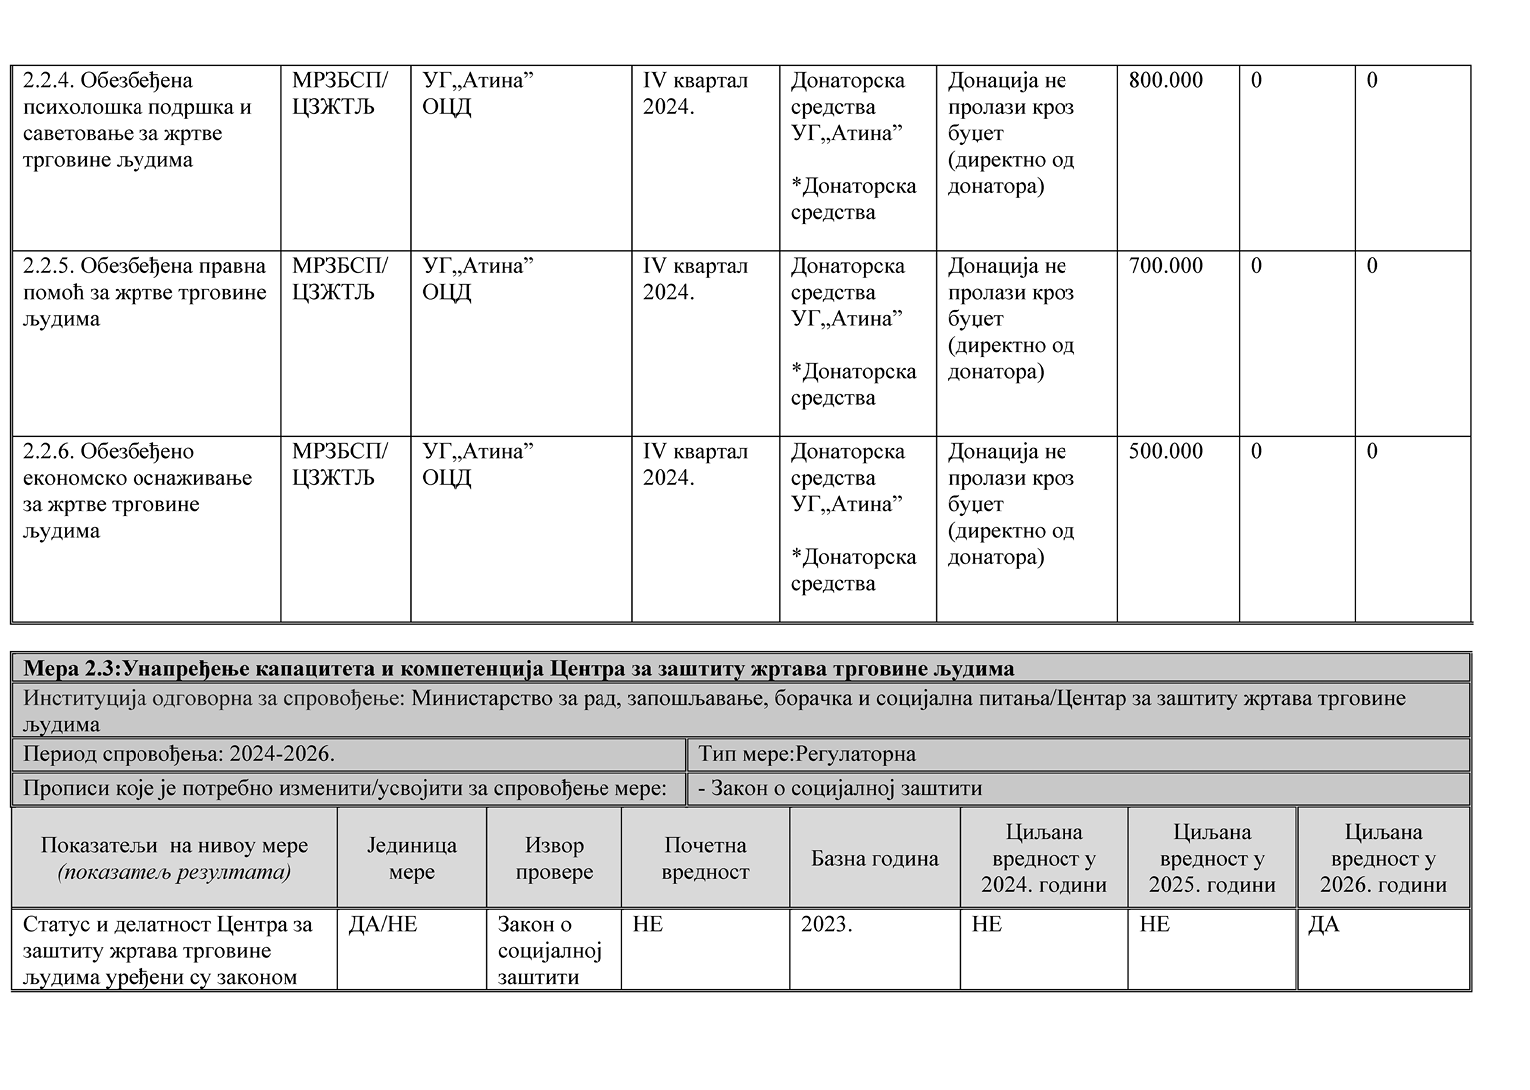 2.2.4. Обезбеђена
психолошка подршка и
саветовање за жртве
трговине људима
МРЗБСП/
ЦЗЖТЉ
УГ„Атина”
ОЦД
IV квартал
2024.
Донаторска
средства
УГ„Атина”
*Донаторска
средства
Донација не
пролази кроз
буџет
(директно од
донатора)
800.000
0
0
2.2.5. Обезбеђена правна
помоћ за жртве трговине
људима
МРЗБСП/
ЦЗЖТЉ
УГ„Атина”
ОЦД
IV квартал
2024.
Донаторска
средства
УГ„Атина”
*Донаторска
средства
Донација не
пролази кроз
буџет
(директно од
донатора)
700.000
0
0
2.2.6. Обезбеђено
економско оснаживање
за жртве трговине
људима
МРЗБСП/
ЦЗЖТЉ
УГ„Атина”
ОЦД
IV квартал
2024.
Донаторска
средства
УГ„Атина”
*Донаторска
средства
Донација не
пролази кроз
буџет
(директно од
донатора)
500.000
0
0
Мера 2.3:Унапређење капацитета и компетенција Центра за заштиту жртава трговине људима
Институција одговорна за спровођење: Министарство за рад, запошљавање, борачка и социјална питања/Центар за заштиту жртава трговине
људима
Период спровођења: 2024-2026.
Тип мере:Регулаторна
Прописи које је потребно изменити/усвојити за спровођење мере:
- Закон о социјалној заштити
Показатељи  на нивоу мере
(показатељ резултата)
Јединица
мере
Извор
провере
Почетна
вредност
Базна година
Циљана
вредност у
2024. години
Циљана
вредност у
2025. години
Циљана
вредност у
2026. години
Статус и делатност Центра за
заштиту жртава трговине
људима уређени су законом
ДА/НЕ
Закон о
социјалној
заштити
НЕ
2023.
НЕ
НЕ
ДА